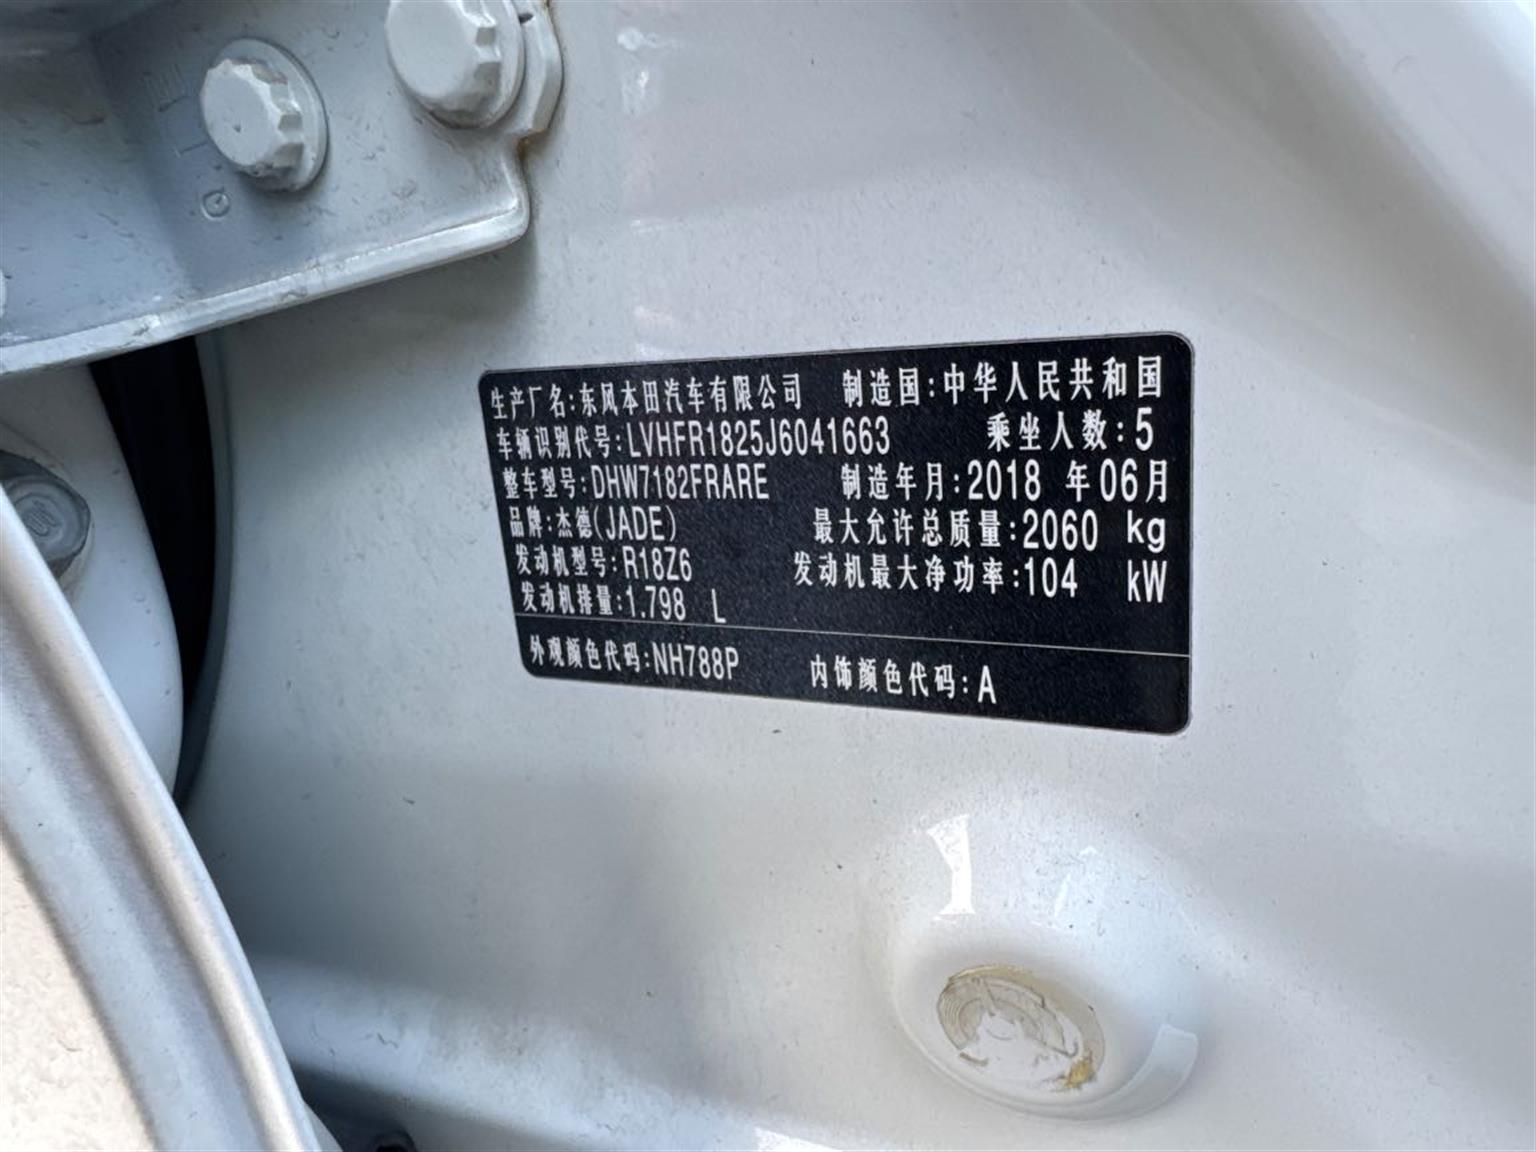 生产厂名:东风本田汽车有限公司 制造国:中华人民共和国
车辆识别代号:LVHFR1825J6041663 乘坐人数:5
整车型号:DHW7182FRARE 制造年月:2018 年06月
品牌:杰德(JADE) 最大允许总质量:2060 kg
发动机型号:R18Z6 发动机最大净功率:104 kW
发动机排量:1.798 L
外观颜色代码:NH788P 内饰颜色代码:A